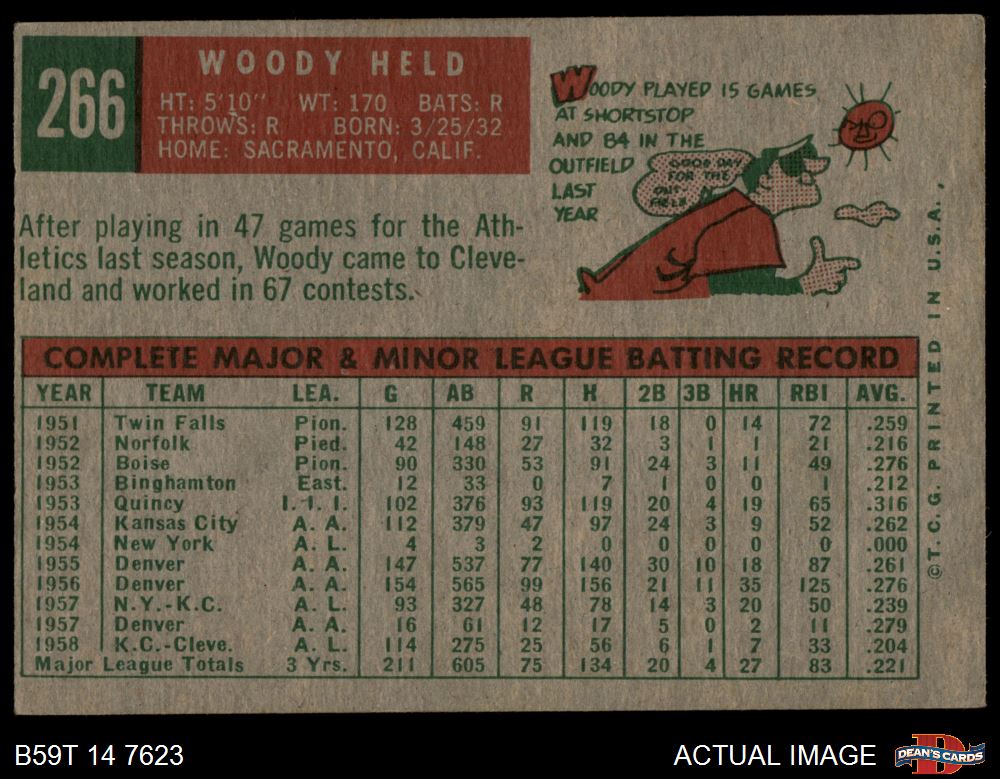 266
WOODY HELD
HT: 5'10" WT: 170 BATS: R
THROWS: R BORN: 3/25/32
HOME: SACRAMENTO, CALIF.
WOODY PLAYED 15 GAMES
AT SHORTSTOP
AND 84 IN THE
OUTFIELD
LAST
YEAR
GOOD DAY
FOR THE
OUT-
FIELD
After playing in 47 games for the Ath-
letics last season, Woody came to Cleve-
land and worked in 67 contests.
COMPLETE MAJOR & MINOR LEAGUE BATTING RECORD
YEAR TEAM LEA. G AB R H 2B 3B HR RBI AVG.
1951 Twin Falls Pion. 128 459 91 119 18 0 14 72 .259
1952 Norfolk Pied. 42 148 27 32 3 1 1 21 .216
1952 Boise Pion. 90 330 53 91 24 3 11 49 .276
1953 Binghamton East. 12 33 0 7 1 0 0 1 .212
1953 Quincy I. I. I. 102 376 93 119 20 4 19 65 .316
1954 Kansas City A. A. 112 379 47 97 24 3 9 52 .262
1954 New York A. L. 4 3 2 0 0 0 0 0 .000
1955 Denver A. A. 147 537 77 140 30 10 18 87 .261
1956 Denver A. A. 154 565 99 156 21 11 35 125 .276
1957 N.Y.-K.C. A. L. 93 327 48 78 14 3 20 50 .239
1957 Denver A. A. 16 61 12 17 5 0 2 11 .279
1958 K.C.-Cleve. A. L. 114 275 25 56 6 1 7 33 .204
Major League Totals 3 Yrs. 211 605 75 134 20 4 27 83 .221
©T.C.G. PRINTED IN U.S.A.
B59T 14 7623
ACTUAL IMAGE
D
DEAN'S CARDS